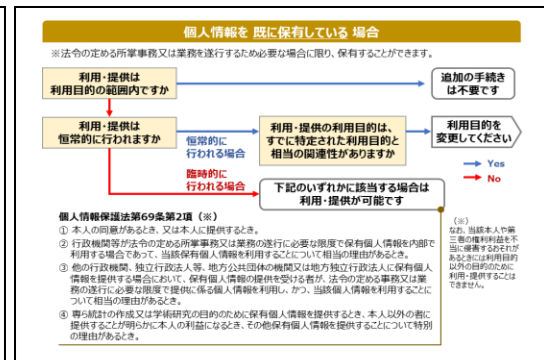 個人情報を 既に保有している 場合
※法令の定める所掌事務又は業務を遂行するため必要な場合に限り、保有することができます。
利用・提供は
利用目的の範囲内ですか
追加の手続き
は不要です
利用・提供は
恒常的に行われますか
恒常的に
行われる場合
利用・提供の利用目的は、
すでに特定された利用目的と
相当の関連性がありますか
利用目的を
変更してください
Yes
No
臨時的に
行われる場合
下記のいずれかに該当する場合は
利用・提供が可能です
個人情報保護法第69条第2項（※）
① 本人の同意があるとき、又は本人に提供するとき。
② 行政機関等が法令の定める所掌事務又は業務の遂行に必要な限度で保有個人情報を内部で
利用する場合であって、当該保有個人情報を利用することについて相当の理由があるとき。
③ 他の行政機関、独立行政法人等、地方公共団体の機関又は地方独立行政法人に保有個人
情報を提供する場合において、保有個人情報の提供を受ける者が、法令の定める事務又は業
務の遂行に必要な限度で提供に係る個人情報を利用し、かつ、当該個人情報を利用することに
ついて相当の理由があるとき。
④ 専ら統計の作成又は学術研究の目的のために保有個人情報を提供するとき、本人以外の者に
提供することが明らかに本人の利益になるとき、その他保有個人情報を提供することについて特別
の理由があるとき。
（※）
なお、当該本人や第
三者の権利利益を不
当に侵害するおそれ
があるときには利用目的
以外の目的のために
利用・提供することは
できません。